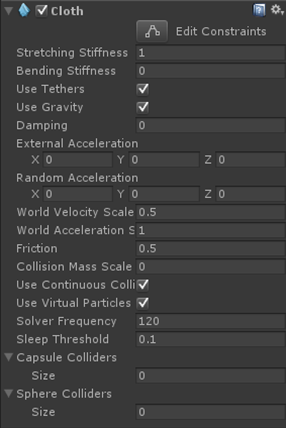 Cloth
Edit Constraints
Stretching Stiffness 1
Bending Stiffness 0
Use Tethers
Use Gravity
Damping 0
External Acceleration
X 0 Y 0 Z 0
Random Acceleration
X 0 Y 0 Z 0
World Velocity Scale 0.5
World Acceleration S 1
Friction 0.5
Collision Mass Scale 0
Use Continuous Colli
Use Virtual Particles
Solver Frequency 120
Sleep Threshold 0.1
Capsule Colliders
Size 0
Sphere Colliders
Size 0